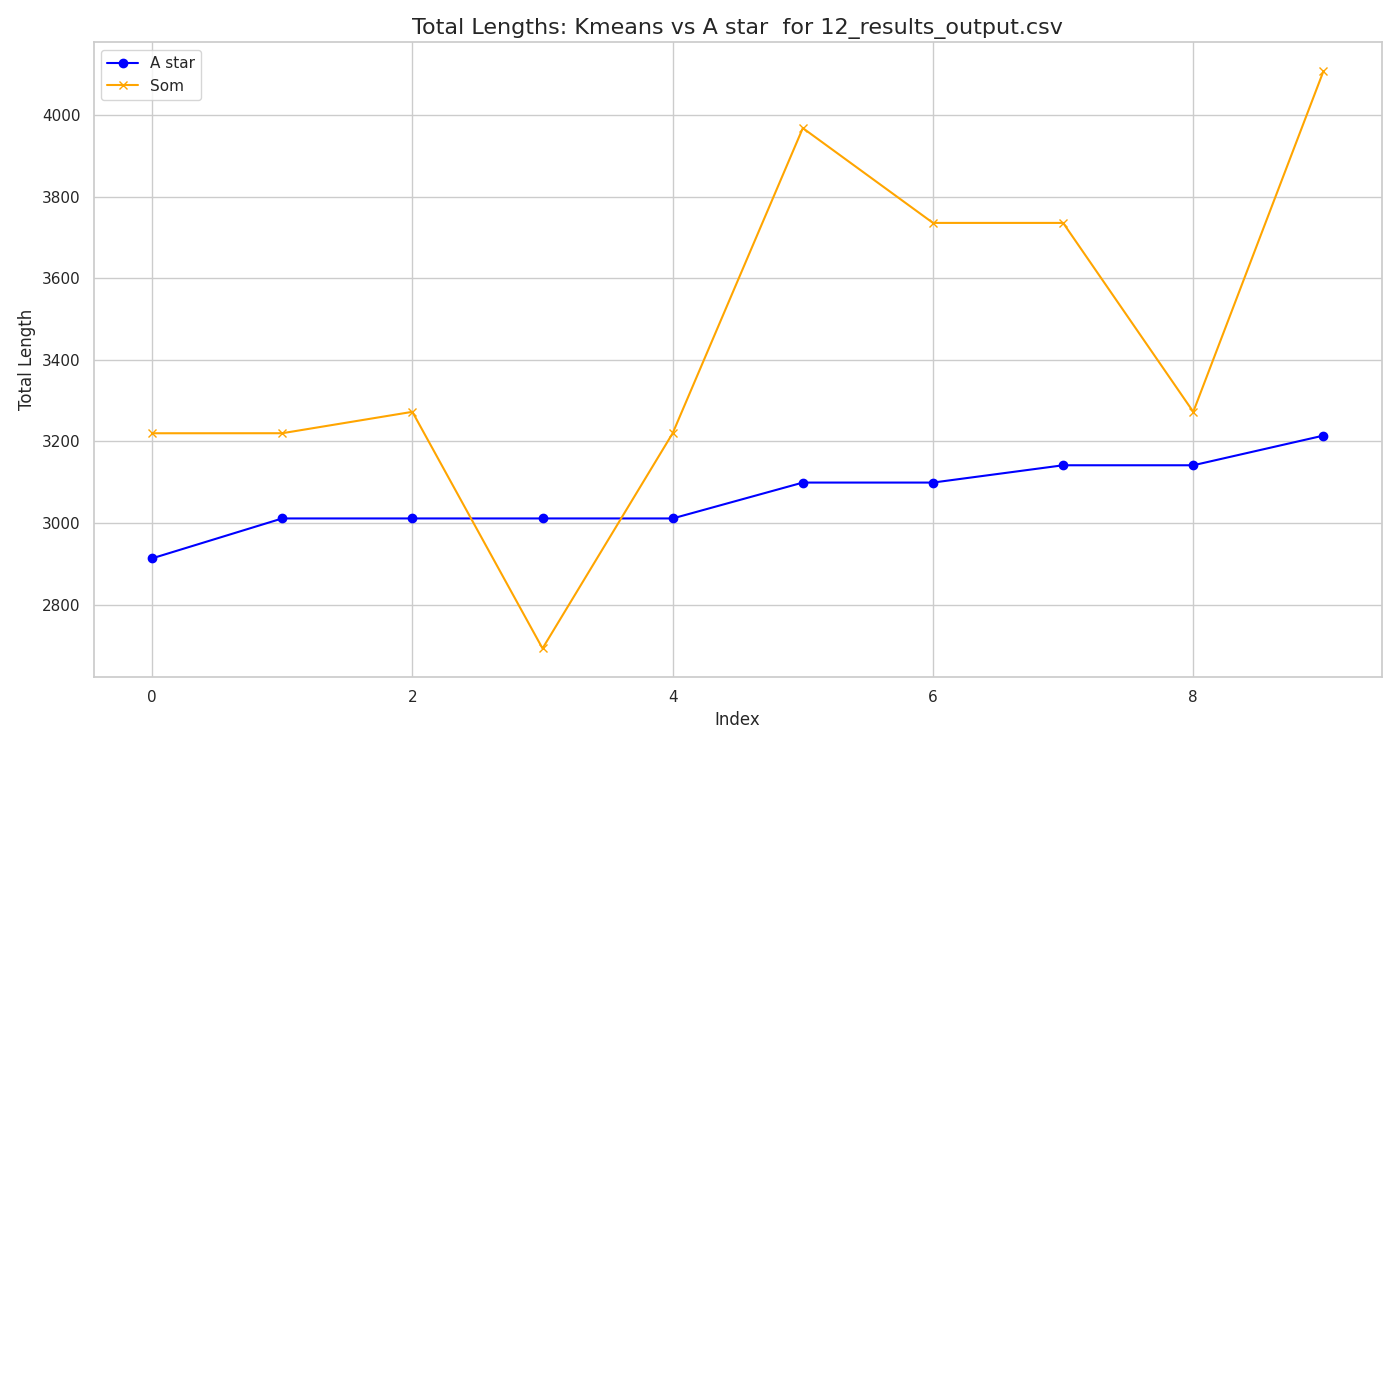 Total Lengths: Kmeans vs A star  for 12_results_output.csv
A star
Som
4000
3800
3600
3400
3200
3000
2800
Total Length
0 2 4 6 8
Index